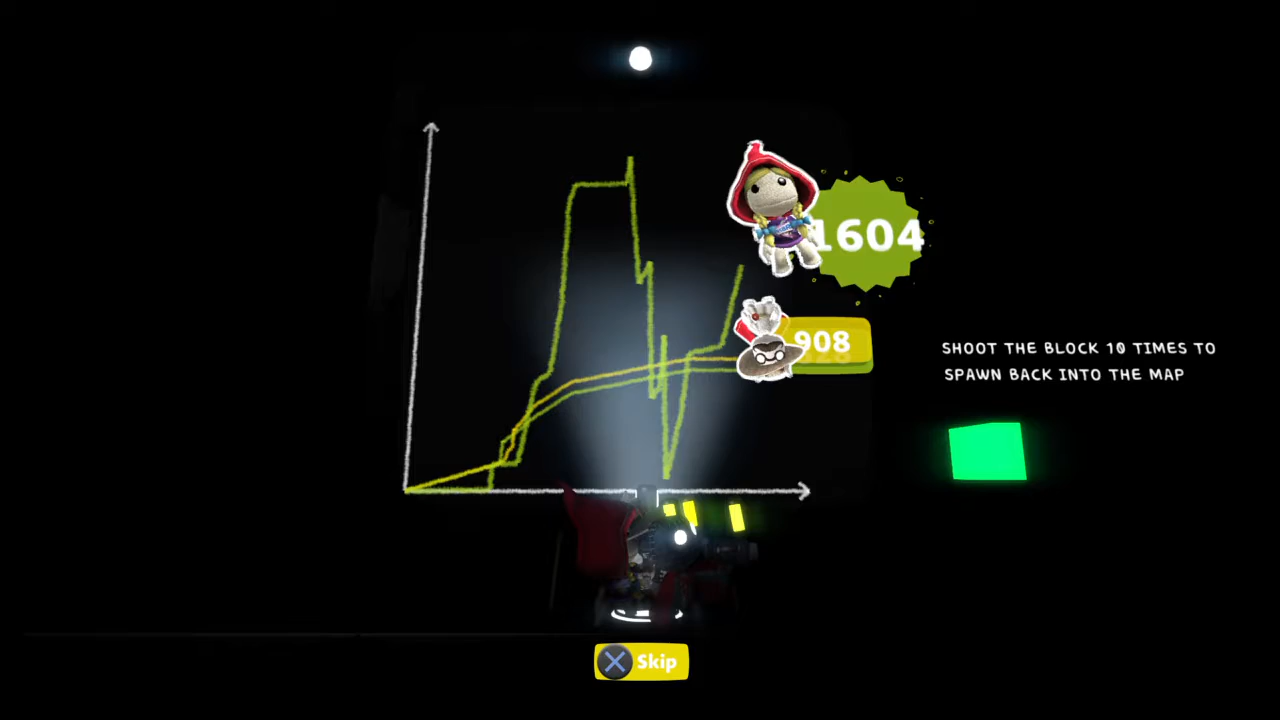 1604
908
SHOOT THE BLOCK 10 TIMES TO
SPAWN BACK INTO THE MAP
Skip